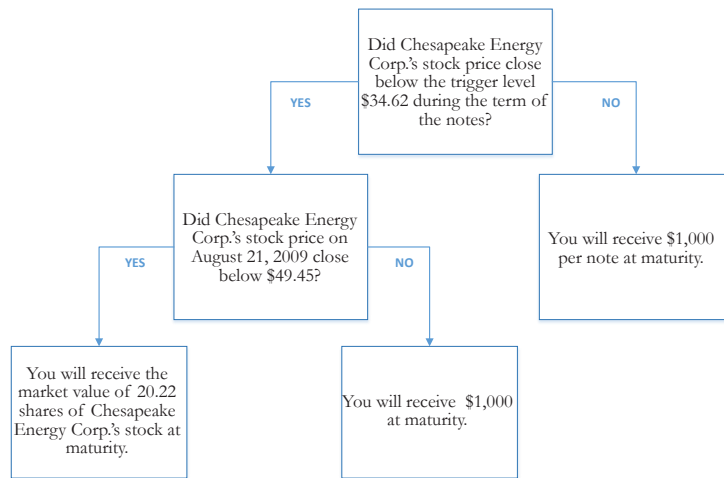 Did Chesapeake Energy
Corp.'s stock price close
below the trigger level
$34.62 during the term of
the notes?
YES
NO
Did Chesapeake Energy
Corp.'s stock price on
August 21, 2009 close
below $49.45?
You will receive $1,000
per note at maturity.
YES
NO
You will receive the
market value of 20.22
shares of Chesapeake
Energy Corp.'s stock at
maturity.
You will receive $1,000
at maturity.